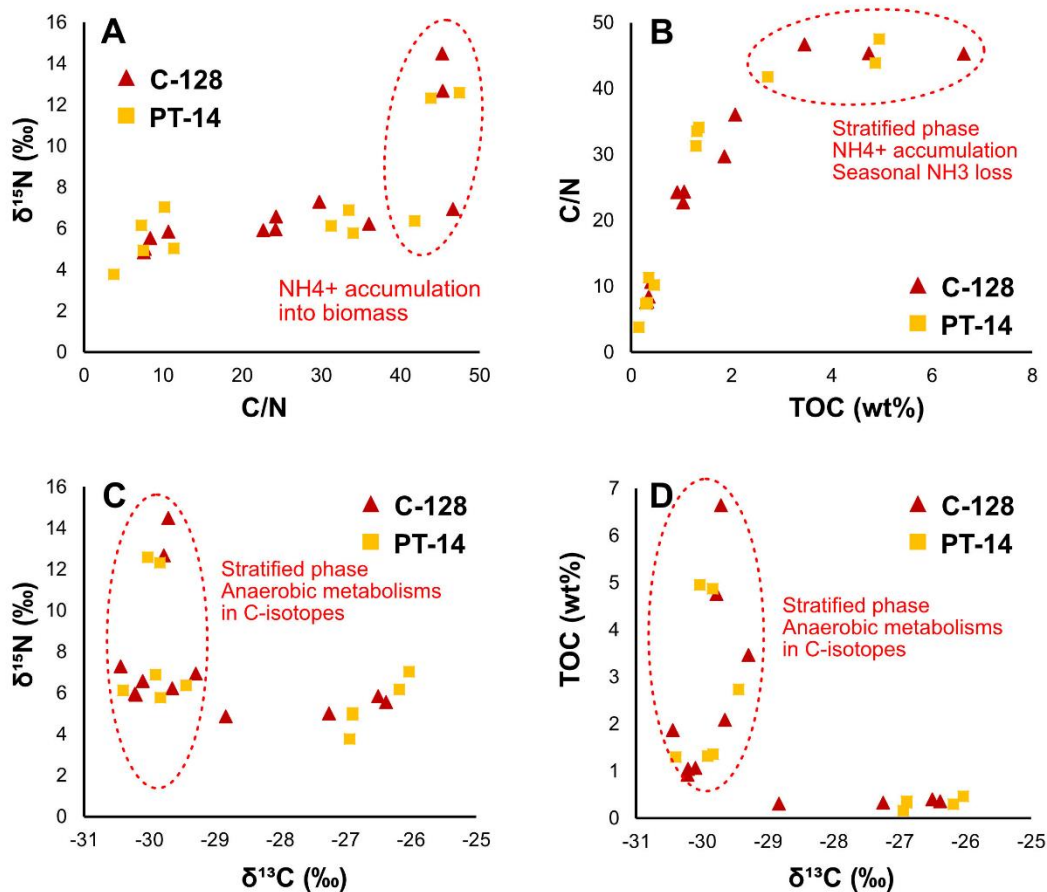 A
C-128
PT-14
NH4+ accumulation
into biomass
δ¹⁵N (‰)
16
14
12
10
8
6
4
2
0
0 10 20 30 40 50
C/N
B
Stratified phase
NH4+ accumulation
Seasonal NH3 loss
C-128
PT-14
C/N
50
40
30
20
10
0
0 2 4 6 8
TOC (wt%)
C
C-128
PT-14
Stratified phase
Anaerobic metabolisms
in C-isotopes
δ¹⁵N (‰)
16
14
12
10
8
6
4
2
0
-31 -30 -29 -28 -27 -26 -25
δ¹³C (‰)
D
C-128
PT-14
Stratified phase
Anaerobic metabolisms
in C-isotopes
TOC (wt%)
7
6
5
4
3
2
1
0
-31 -30 -29 -28 -27 -26 -25
δ¹³C (‰)